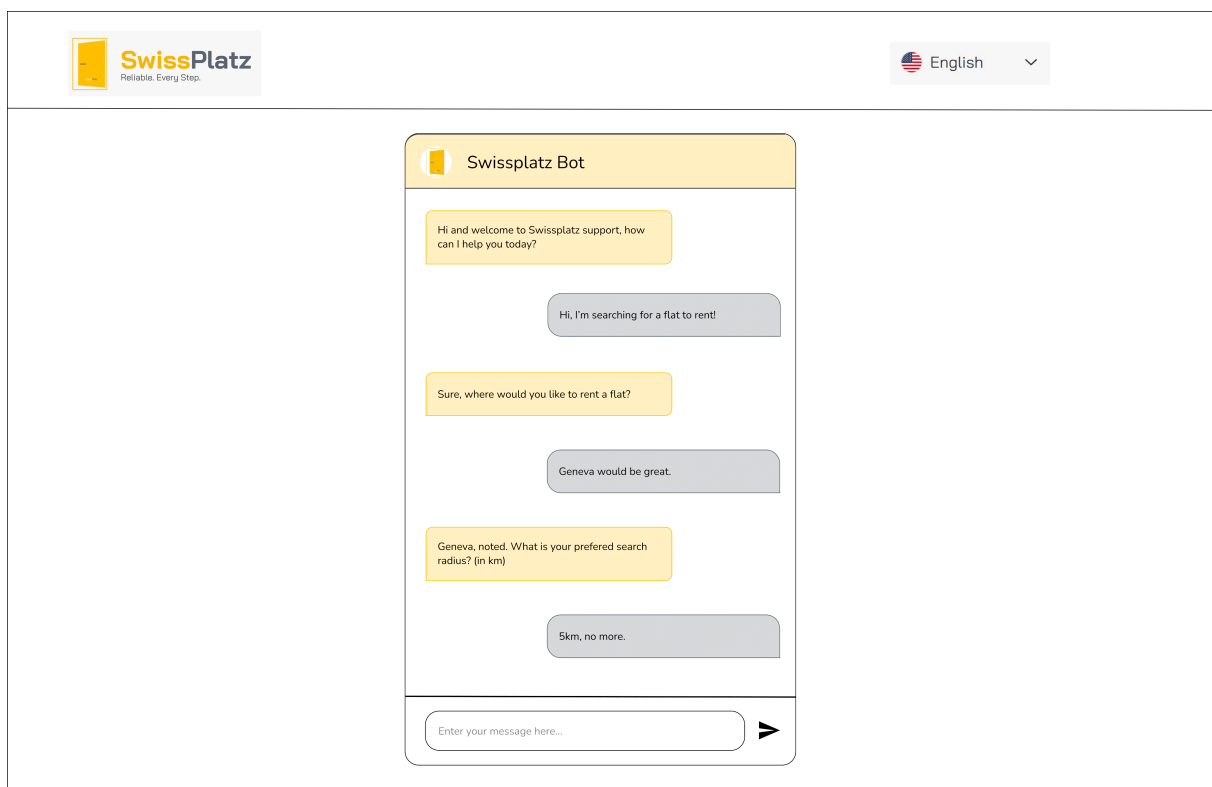 SwissPlatz
Reliable. Every Step.
English
Swissplatz Bot
Hi and welcome to Swissplatz support, how
can I help you today?
Hi, I’m searching for a flat to rent!
Sure, where would you like to rent a flat?
Geneva would be great.
Geneva, noted. What is your prefered search
radius? (in km)
5km, no more.
Enter your message here...